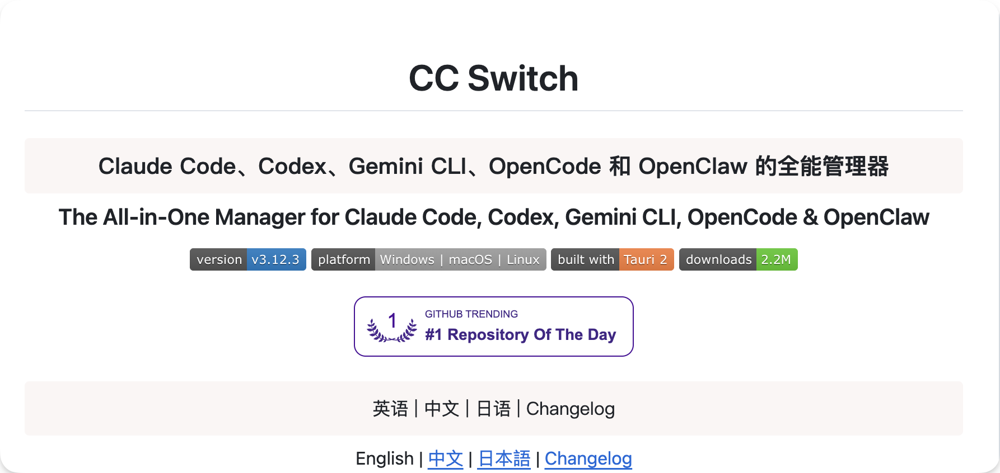 CC Switch
Claude Code、Codex、Gemini CLI、OpenCode 和 OpenClaw 的全能管理器
The All-in-One Manager for Claude Code, Codex, Gemini CLI, OpenCode & OpenClaw
version v3.12.3 platform Windows | macOS | Linux built with Tauri 2 downloads 2.2M
1 GITHUB TRENDING
#1 Repository Of The Day
英语 | 中文 | 日语 | Changelog
English | 中文 | 日本語 | Changelog